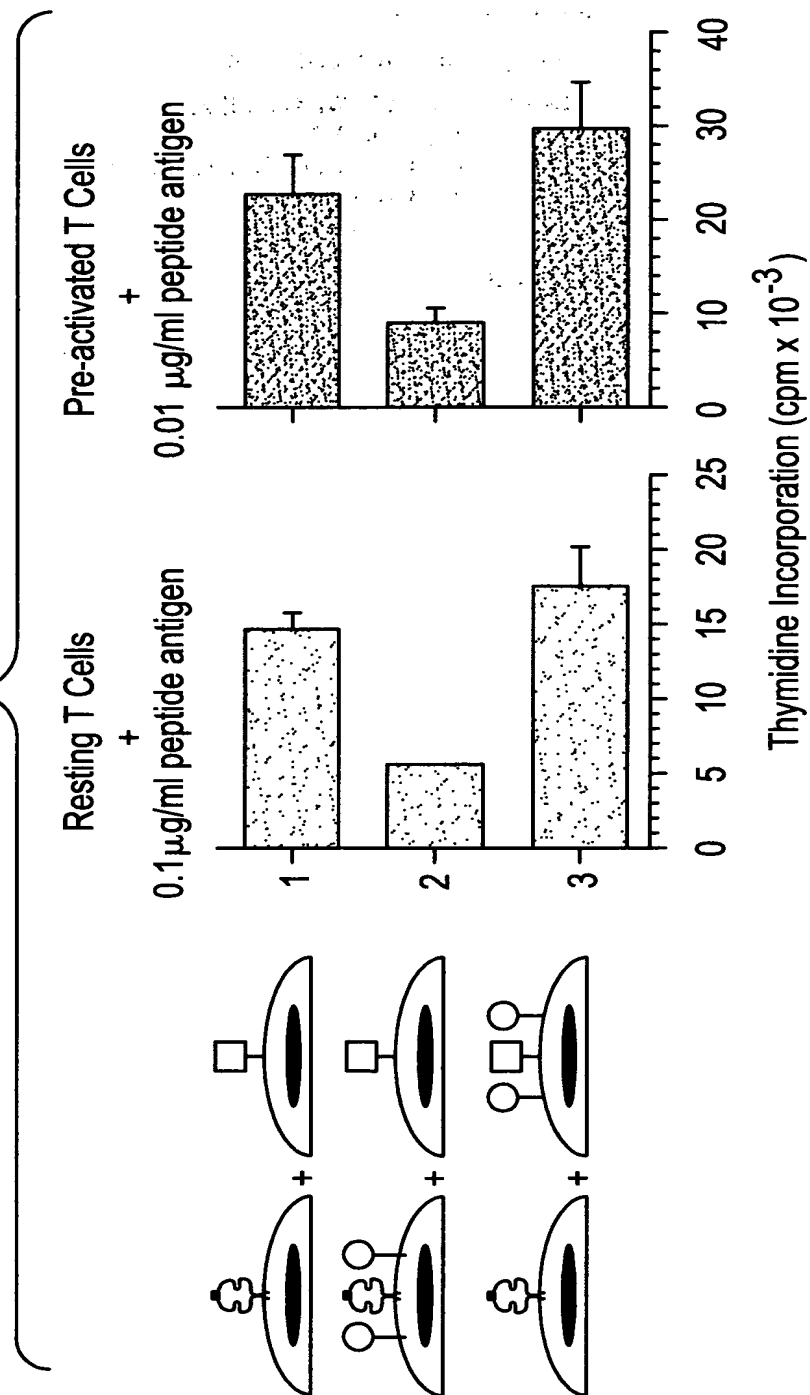 Resting T Cells
+
0.1µg/ml peptide antigen
Pre-activated T Cells
+
0.01 µg/ml peptide antigen
+
1
+
2
+
3
0 5 10 15 20 25
0 10 20 30 40
Thymidine Incorporation (cpm x 10⁻³)